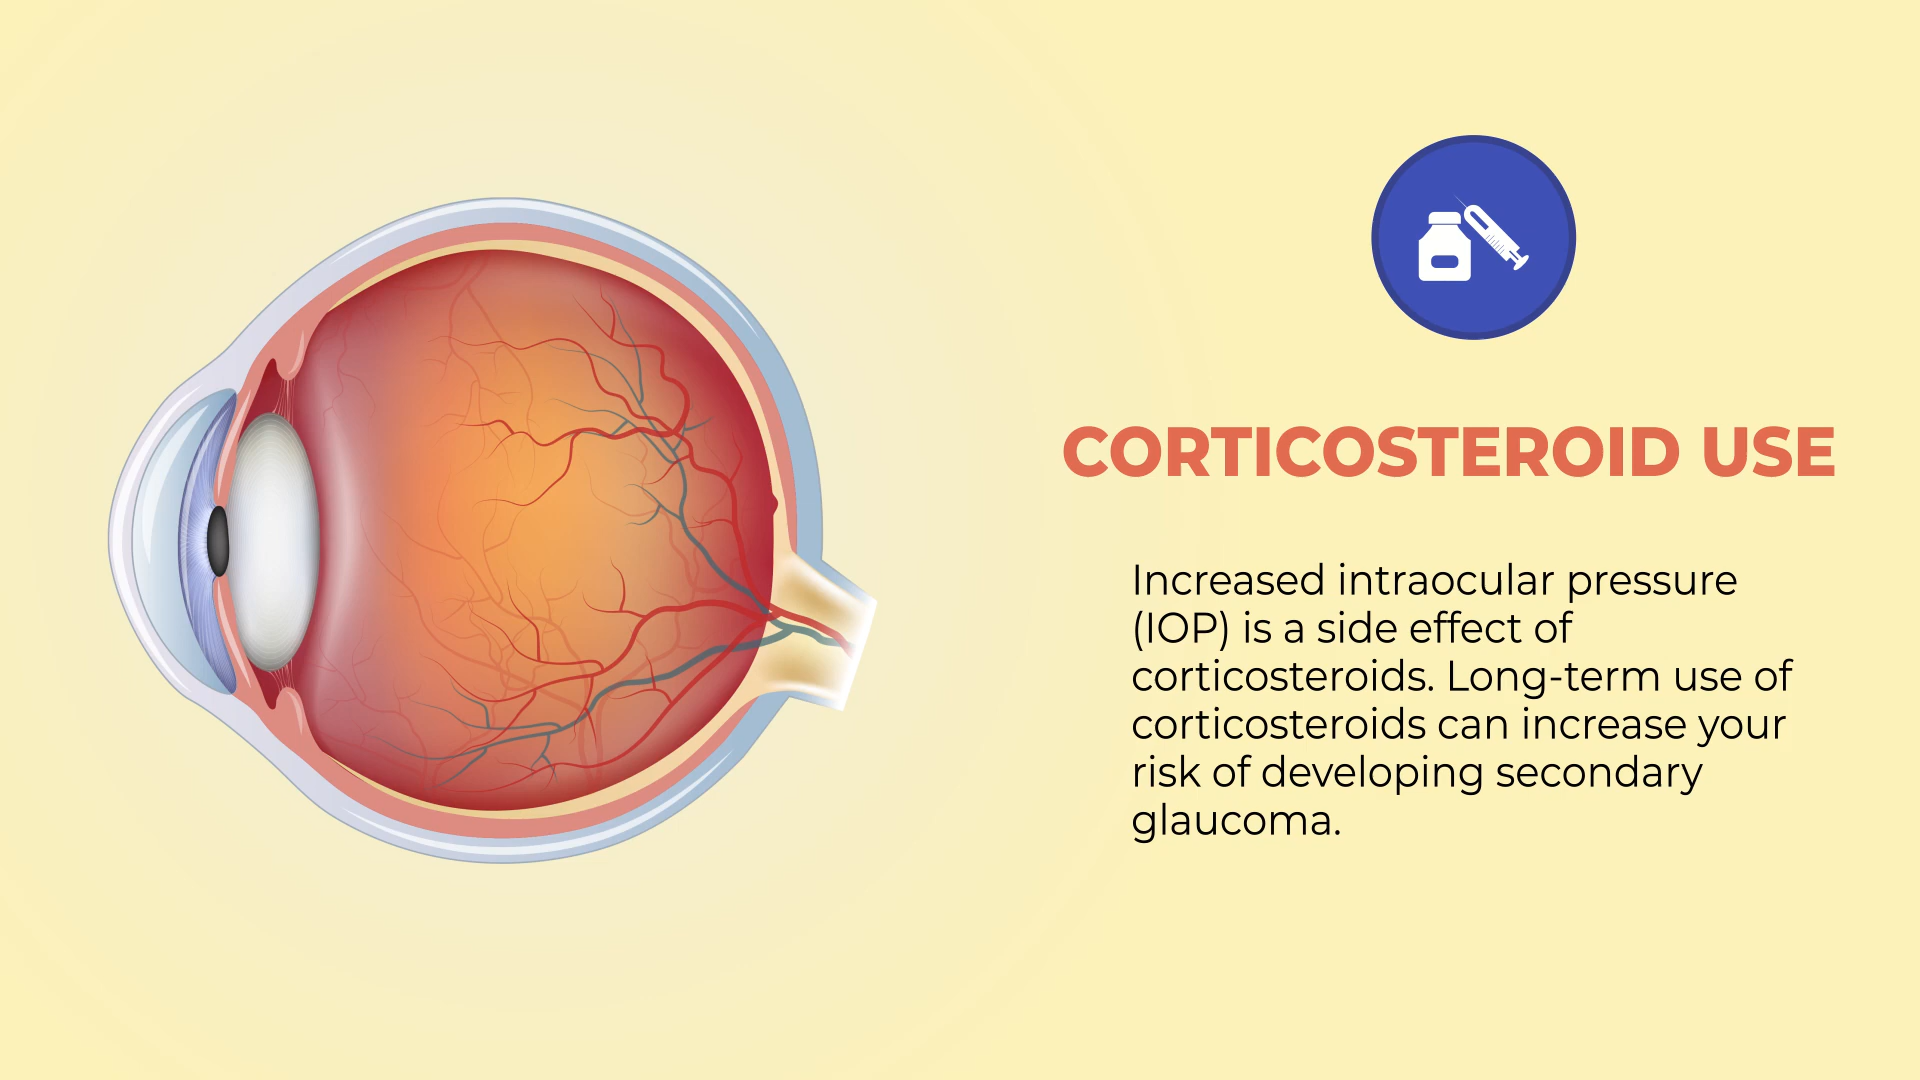 CORTICOSTEROID USE
Increased intraocular pressure
(IOP) is a side effect of
corticosteroids. Long-term use of
corticosteroids can increase your
risk of developing secondary
glaucoma.